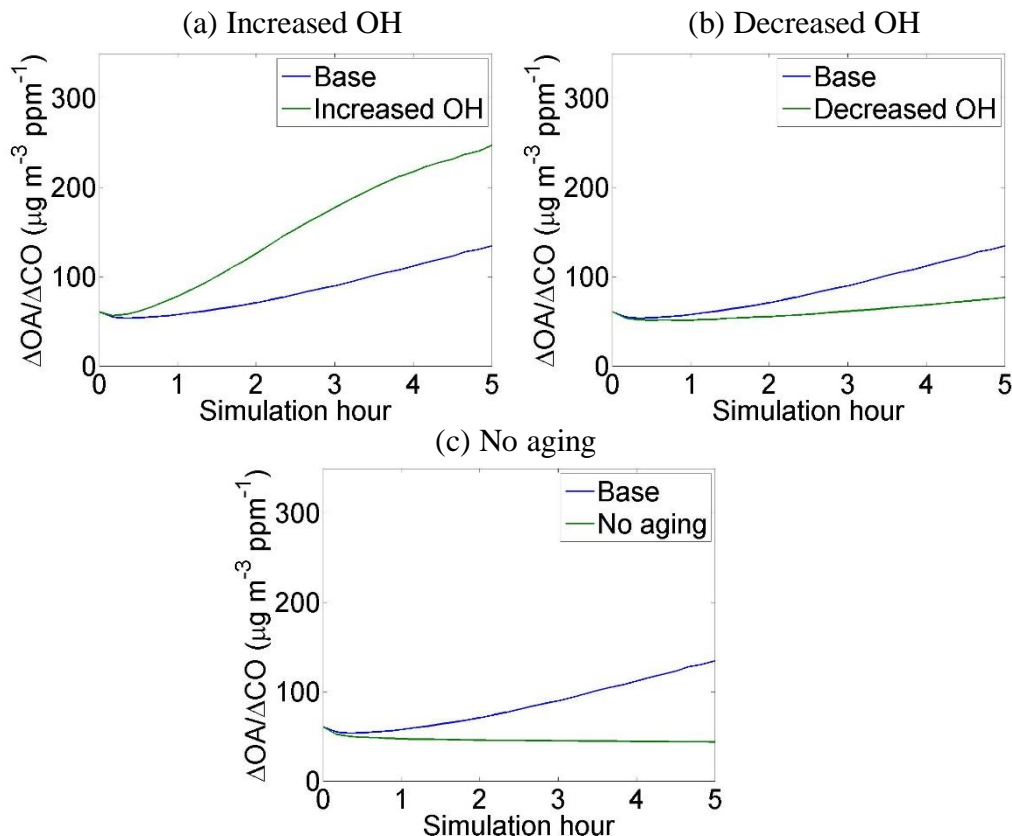 (a) Increased OH
ΔOA/ΔCO (μg m⁻³ ppm⁻¹)
300
200
100
0
Base
Increased OH
0 1 2 3 4 5
Simulation hour
(b) Decreased OH
ΔOA/ΔCO (μg m⁻³ ppm⁻¹)
300
200
100
0
Base
Decreased OH
0 1 2 3 4 5
Simulation hour
(c) No aging
ΔOA/ΔCO (μg m⁻³ ppm⁻¹)
300
200
100
0
Base
No aging
0 1 2 3 4 5
Simulation hour